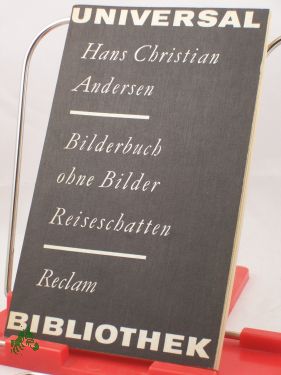 UNIVERSAL
Hans Christian
Andersen
Bilderbuch
ohne Bilder
Reiseschatten
Reclam
BIBLIOTHEK